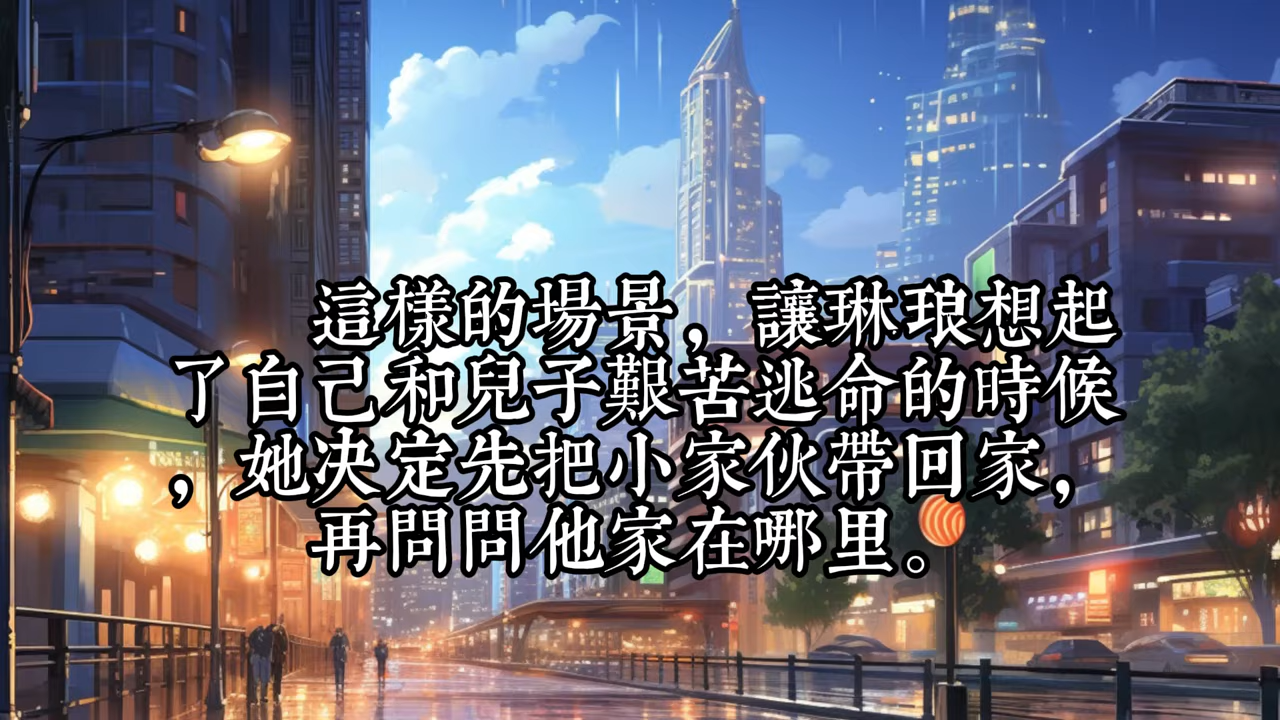 這樣的場景，讓琳琅想起
了自己和兒子艱苦逃命的時候
，她决定先把小家伙帶回家，
再問問他家在哪里。